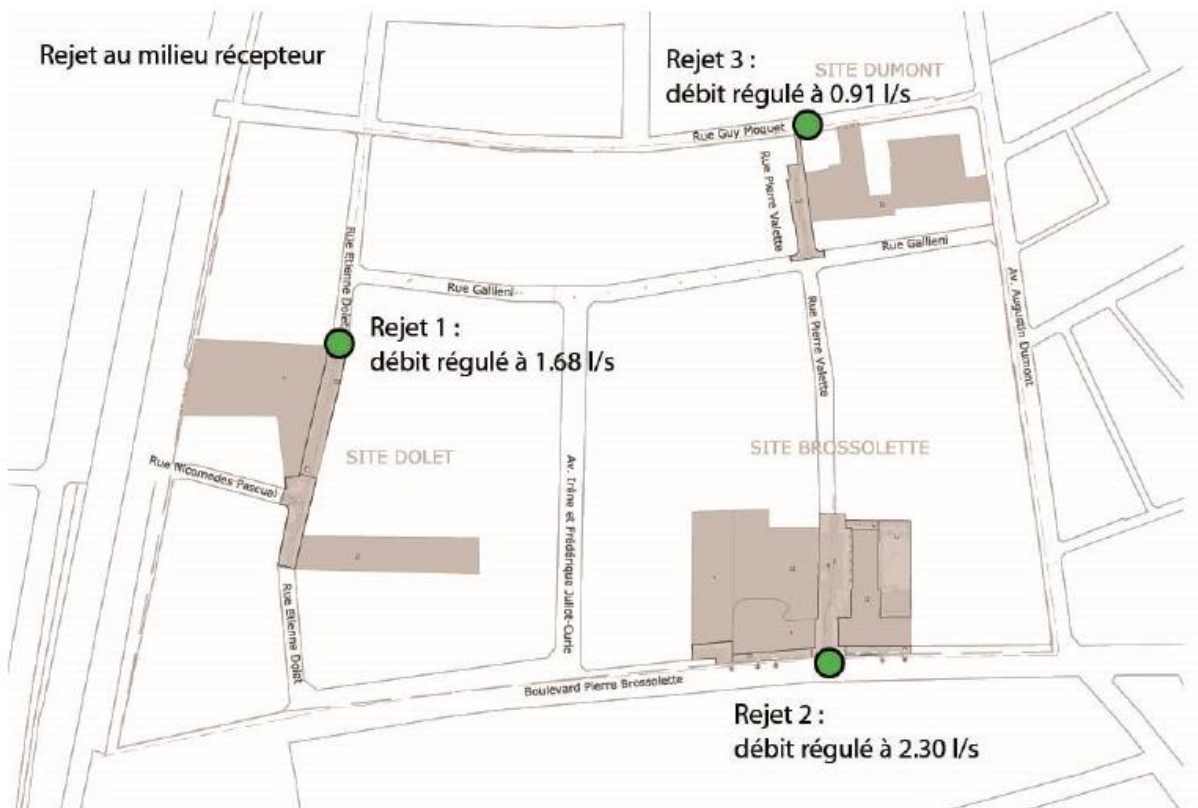 Rejet au milieu récepteur
Rejet 3 :
débit régulé à 0.91 l/s
SITE DUMONT
Rue Guy Moquet
Rue Pierre Valette
Rue Gallieni
Rue Etienne Dolet
Rue Gallieni
Rue Pierre Valette
Av. Augustin Dumont
Rejet 1 :
débit régulé à 1.68 l/s
SITE DOLET
SITE BROSSOLETTE
Rue Nicomedes Pascual
Av. Irène et Frédérique Juliot-Curie
Rue Etienne Dolet
Boulevard Pierre Brossolette
Rejet 2 :
débit régulé à 2.30 l/s